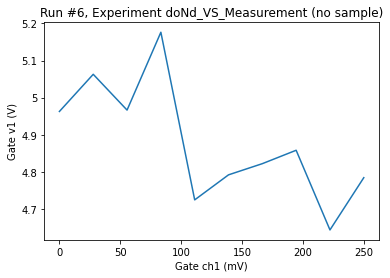 Run #6, Experiment doNd_VS_Measurement (no sample)
5.2
5.1
5
4.9
4.8
4.7
Gate v1 (V)
0 50 100 150 200 250
Gate ch1 (mV)